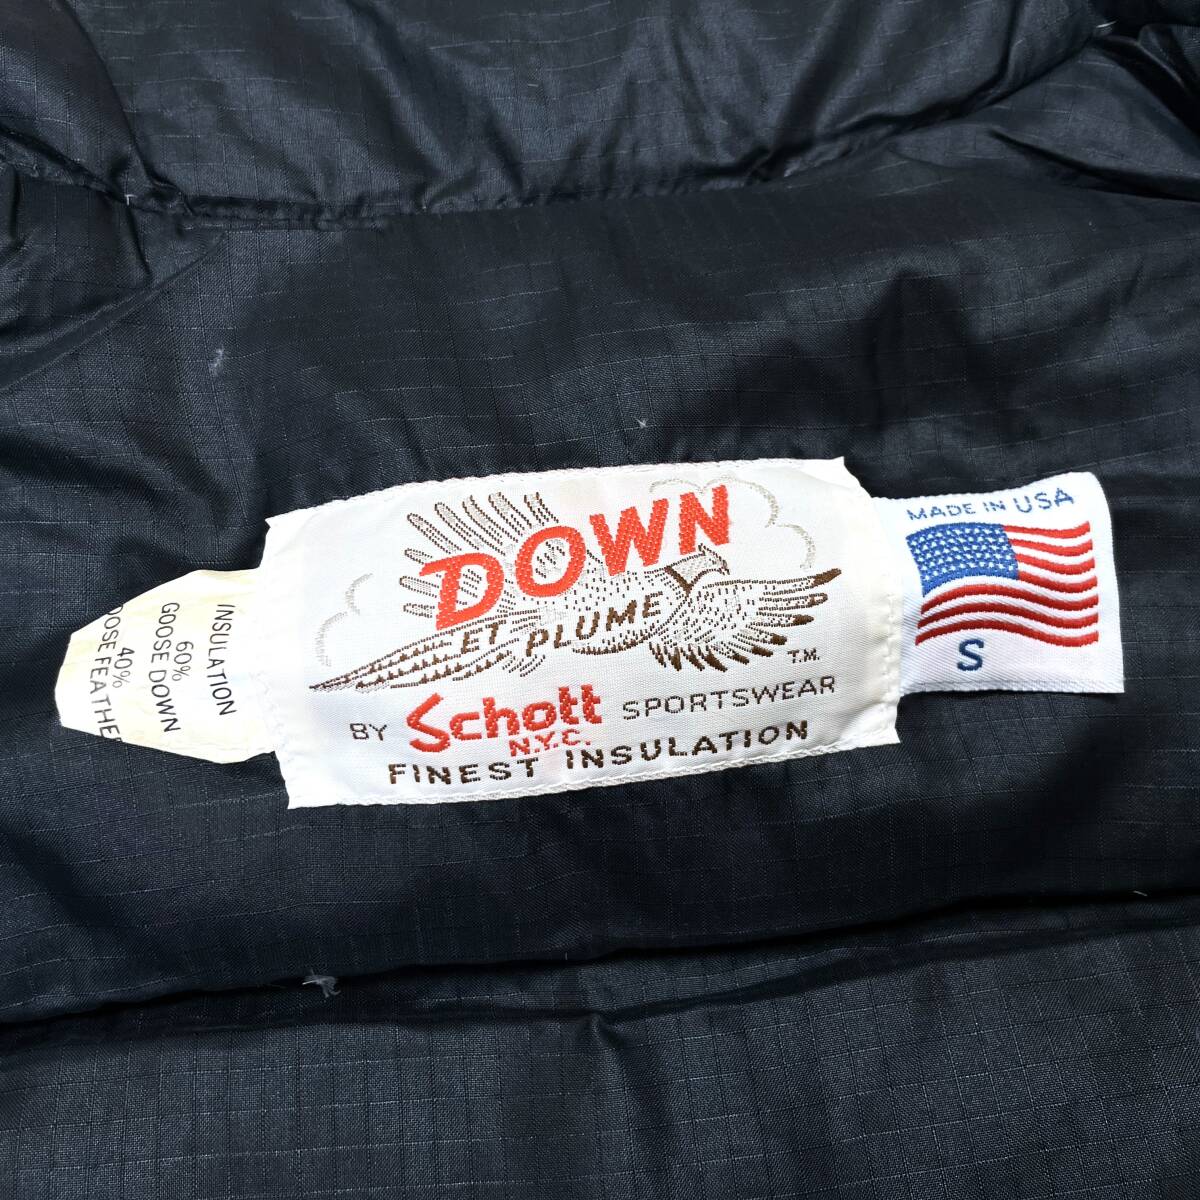 DOWN
ET PLUME
T.M.
BY Schott SPORTSWEAR
N.Y.C.
FINEST INSULATION
MADE IN USA
S
INSULATION
60%
GOOSE DOWN
40%